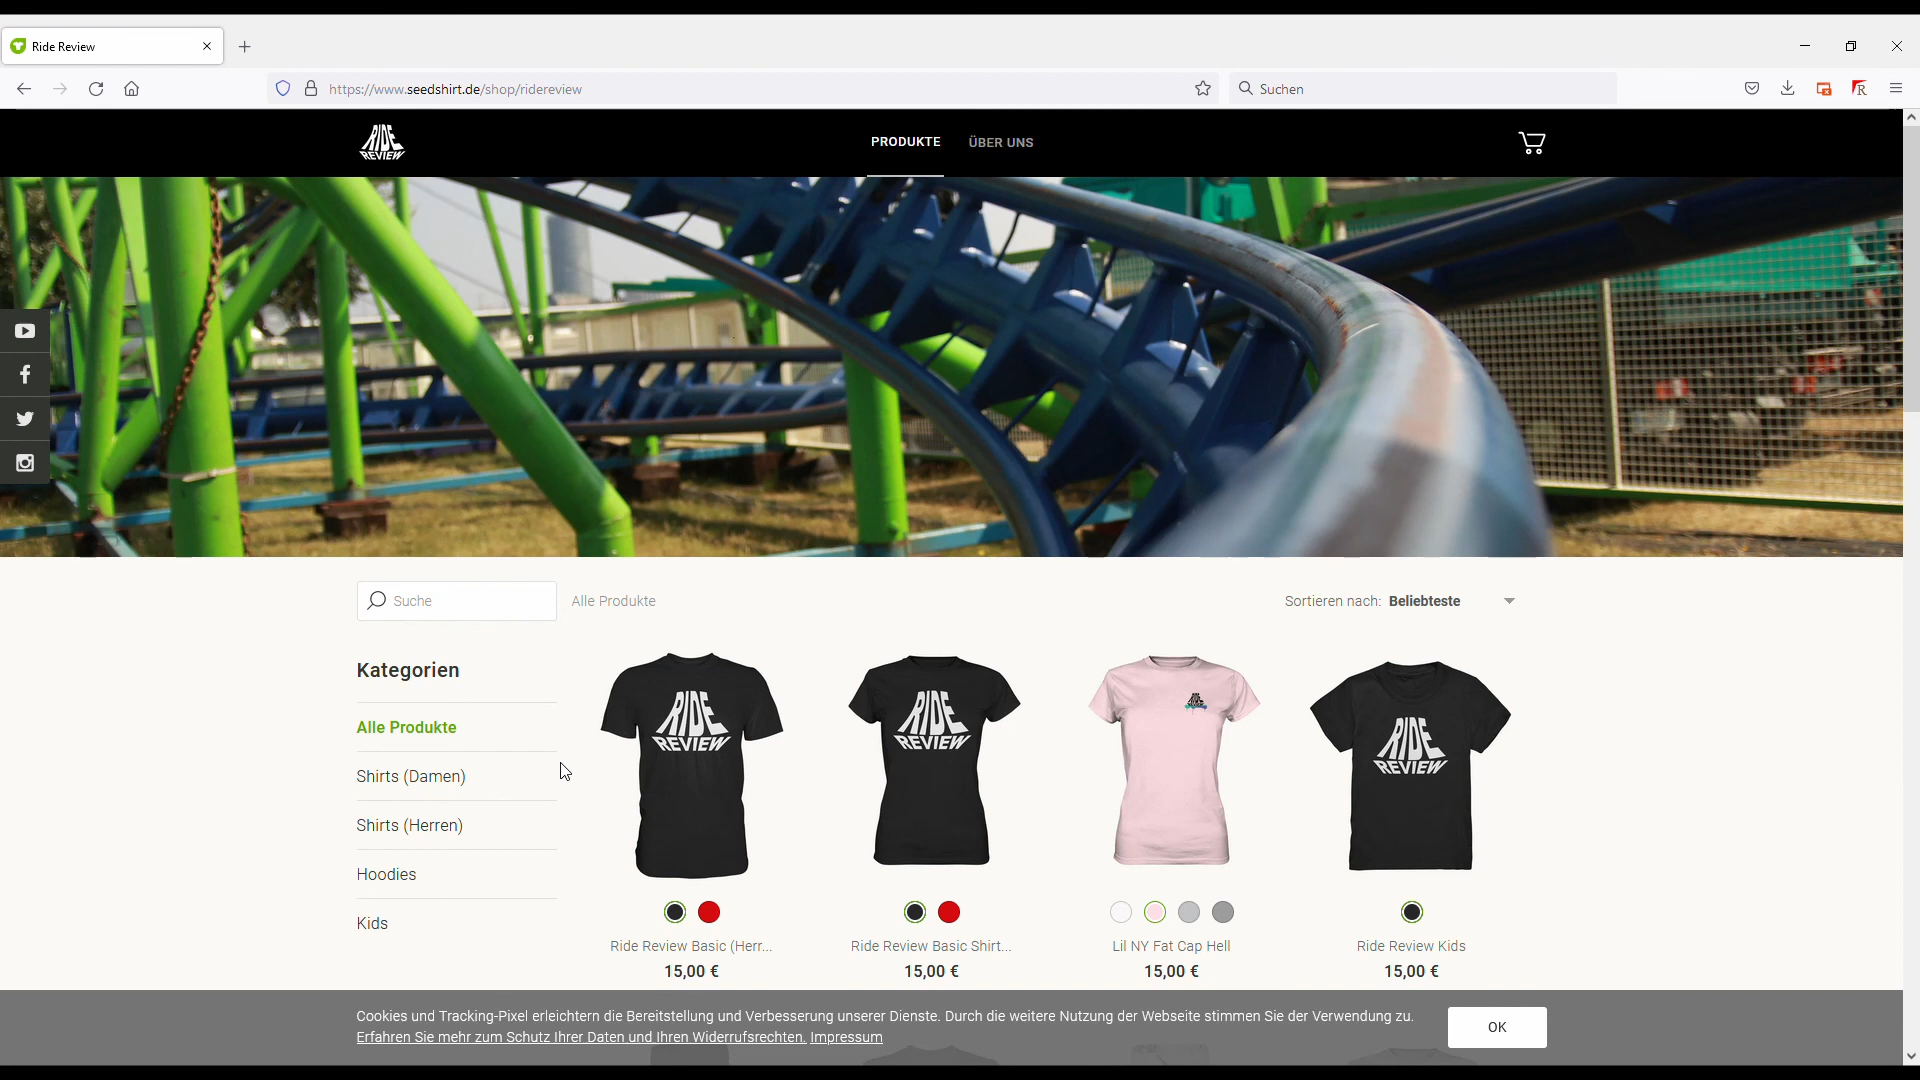 Ride Review
https://www.seedshirt.de/shop/ridereview
Suchen
RIDE
REVIEW
PRODUKTE
ÜBER UNS
Suche
Alle Produkte
Sortieren nach: Beliebteste
Kategorien
Alle Produkte
Shirts (Damen)
Shirts (Herren)
Hoodies
Kids
RIDE
REVIEW
RIDE
REVIEW
RIDE
REVIEW
Ride Review Basic (Herr...
15,00 €
Ride Review Basic Shirt...
15,00 €
Lil NY Fat Cap Hell
15,00 €
Ride Review Kids
15,00 €
Cookies und Tracking-Pixel erleichtern die Bereitstellung und Verbesserung unserer Dienste. Durch die weitere Nutzung der Webseite stimmen Sie der Verwendung zu.
Erfahren Sie mehr zum Schutz Ihrer Daten und Ihren Widerrufsrechten. Impressum
OK